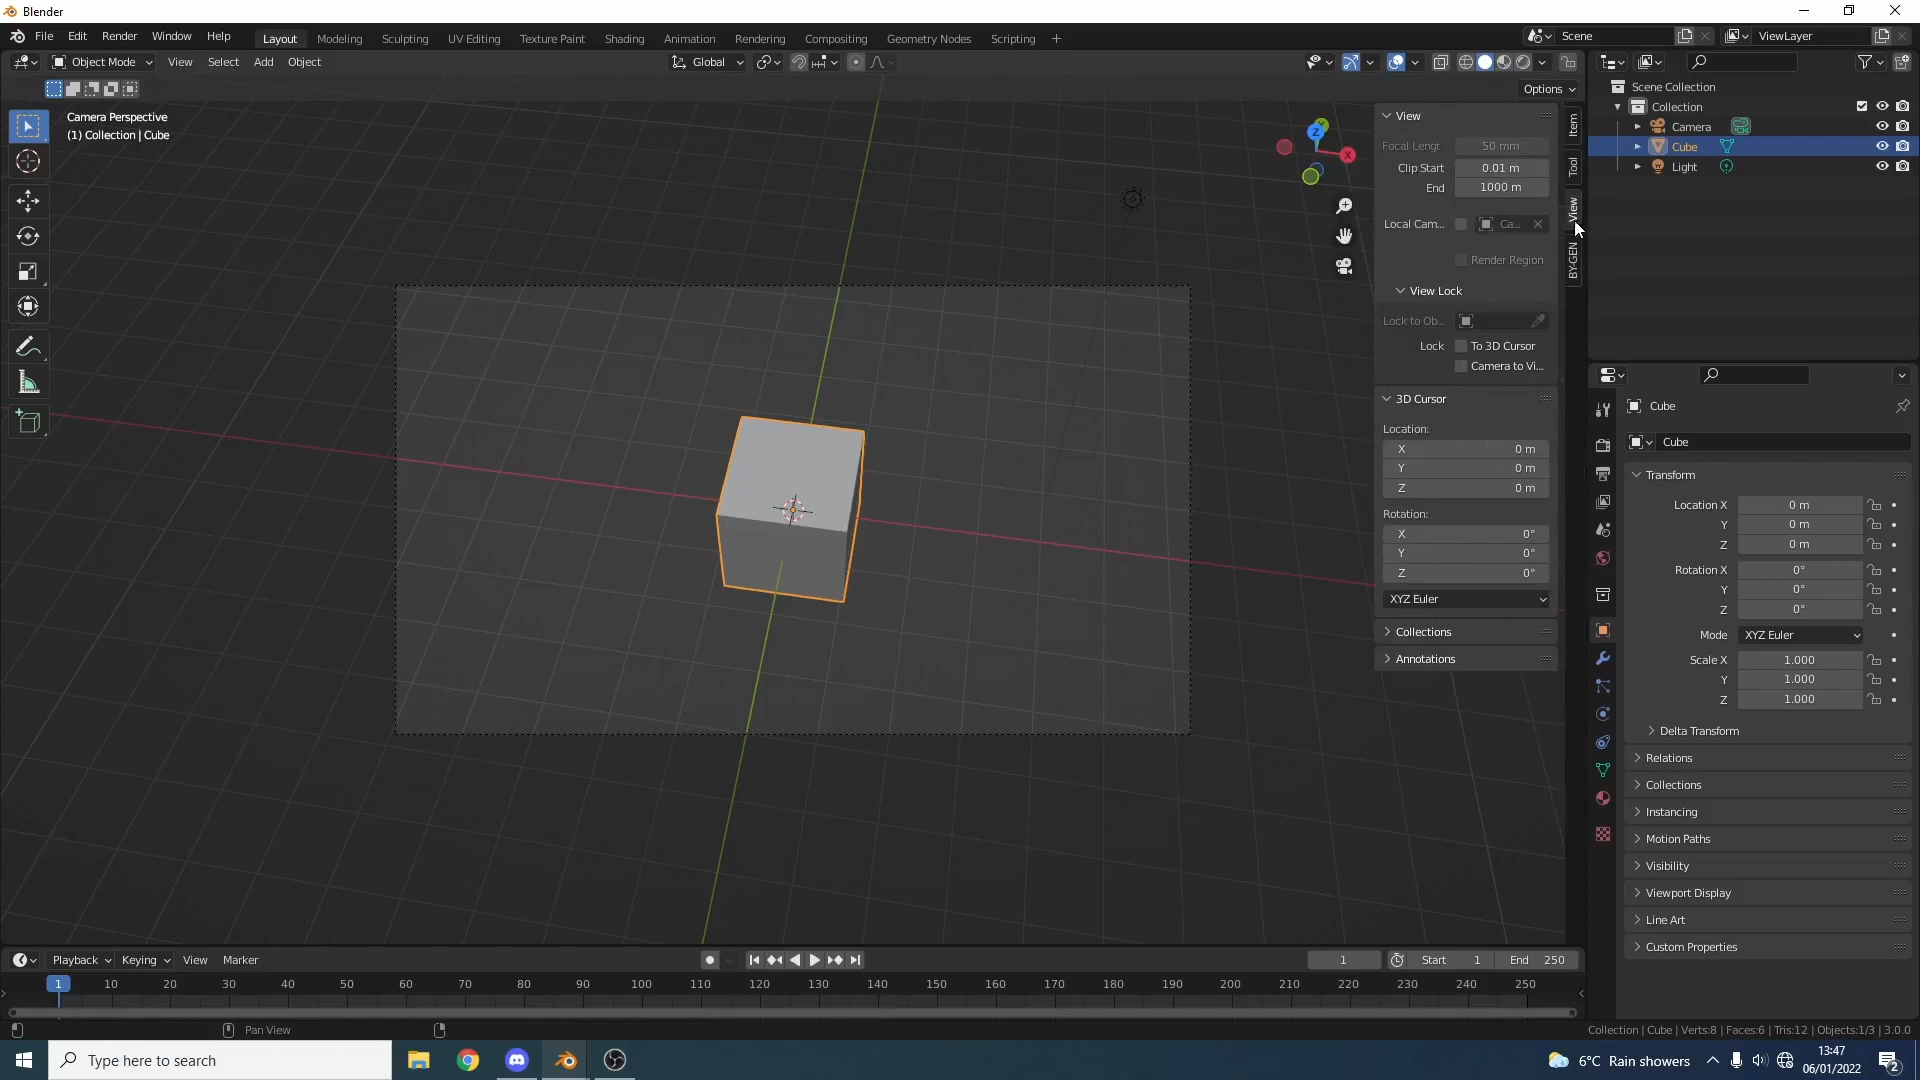 Blender
File Edit Render Window Help Layout Modeling Sculpting UV Editing Texture Paint Shading Animation Rendering Compositing Geometry Nodes Scripting + Scene ViewLayer
Object Mode View Select Add Object Global
Options
Camera Perspective
(1) Collection | Cube
X
Z
Y
View
Focal Lengt 50 mm
Clip Start 0.01 m
End 1000 m
Local Cam... Ca...
Render Region
View Lock
Lock to Ob...
Lock To 3D Cursor
Camera to Vi...
3D Cursor
Location:
X 0 m
Y 0 m
Z 0 m
Rotation:
X 0°
Y 0°
Z 0°
XYZ Euler
Collections
Annotations
Item
Tool
View
BY-GEN
Scene Collection
Collection
Camera
Cube
Light
Cube
Cube
Transform
Location X 0 m
Y 0 m
Z 0 m
Rotation X 0°
Y 0°
Z 0°
Mode XYZ Euler
Scale X 1.000
Y 1.000
Z 1.000
Delta Transform
Relations
Collections
Instancing
Motion Paths
Visibility
Viewport Display
Line Art
Custom Properties
Playback Keying View Marker 1 Start 1 End 250
1 10 20 30 40 50 60 70 80 90 100 110 120 130 140 150 160 170 180 190 200 210 220 230 240 250
Pan View
Collection | Cube | Verts:8 | Faces:6 | Tris:12 | Objects:1/3 | 3.0.0
Type here to search
6°C Rain showers
13:47
06/01/2022
2